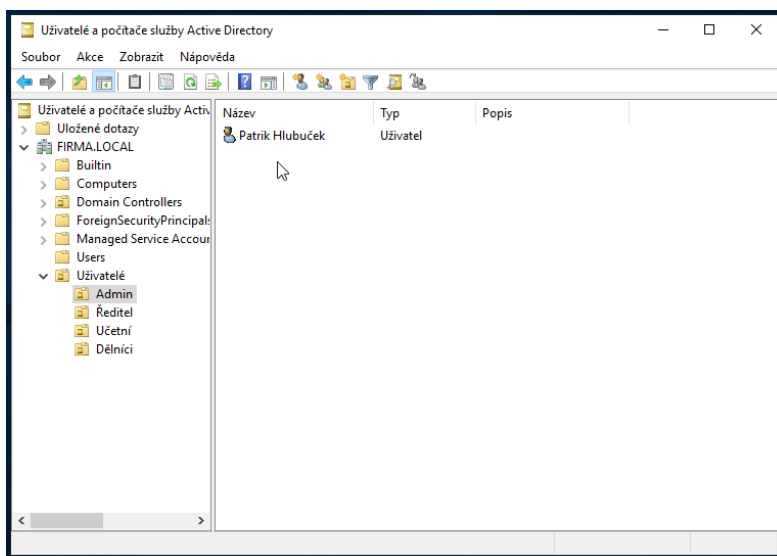 Uživatelé a počítače služby Active Directory
Soubor Akce Zobrazit Nápověda
Uživatelé a počítače služby Activ
Uložené dotazy
FIRMA.LOCAL
Builtin
Computers
Domain Controllers
ForeignSecurityPrincipals
Managed Service Accour
Users
Uživatelé
Admin
Ředitel
Učetní
Dělníci
Název Typ Popis
Patrik Hlubuček Uživatel